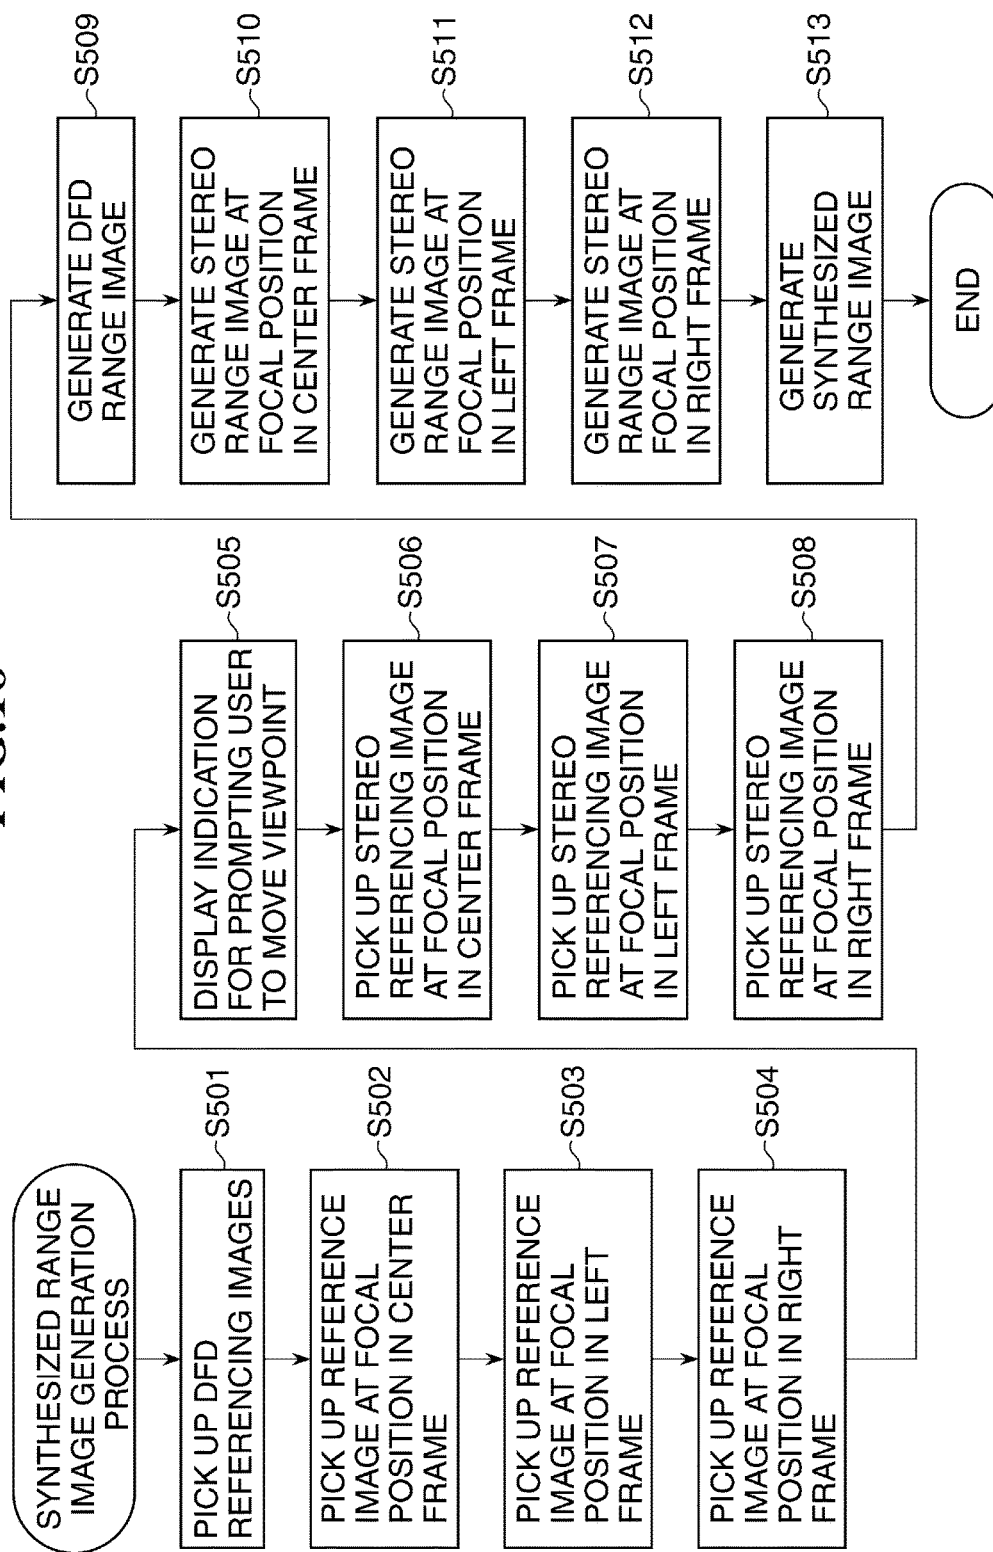 SYNTHESIZED RANGE
IMAGE GENERATION
PROCESS
PICK UP DFD
REFERENCING IMAGES
S501
PICK UP REFERENCE
IMAGE AT FOCAL
POSITION IN CENTER
FRAME
S502
PICK UP REFERENCE
IMAGE AT FOCAL
POSITION IN LEFT
FRAME
S503
PICK UP REFERENCE
IMAGE AT FOCAL
POSITION IN RIGHT
FRAME
S504
DISPLAY INDICATION
FOR PROMPTING USER
TO MOVE VIEWPOINT
S505
PICK UP STEREO
REFERENCING IMAGE
AT FOCAL POSITION
IN CENTER FRAME
S506
PICK UP STEREO
REFERENCING IMAGE
AT FOCAL POSITION
IN LEFT FRAME
S507
PICK UP STEREO
REFERENCING IMAGE
AT FOCAL POSITION
IN RIGHT FRAME
S508
GENERATE DFD
RANGE IMAGE
S509
GENERATE STEREO
RANGE IMAGE AT
FOCAL POSITION
IN CENTER FRAME
S510
GENERATE STEREO
RANGE IMAGE AT
FOCAL POSITION
IN LEFT FRAME
S511
GENERATE STEREO
RANGE IMAGE AT
FOCAL POSITION
IN RIGHT FRAME
S512
GENERATE
SYNTHESIZED
RANGE IMAGE
S513
END